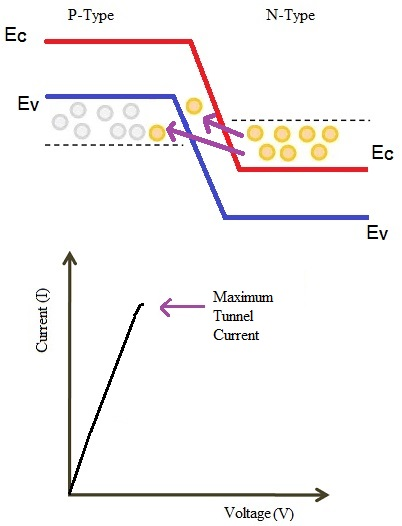 P-Type
N-Type
Ec
Ev
Ec
Ev
Current (I)
Maximum
Tunnel
Current
Voltage (V)